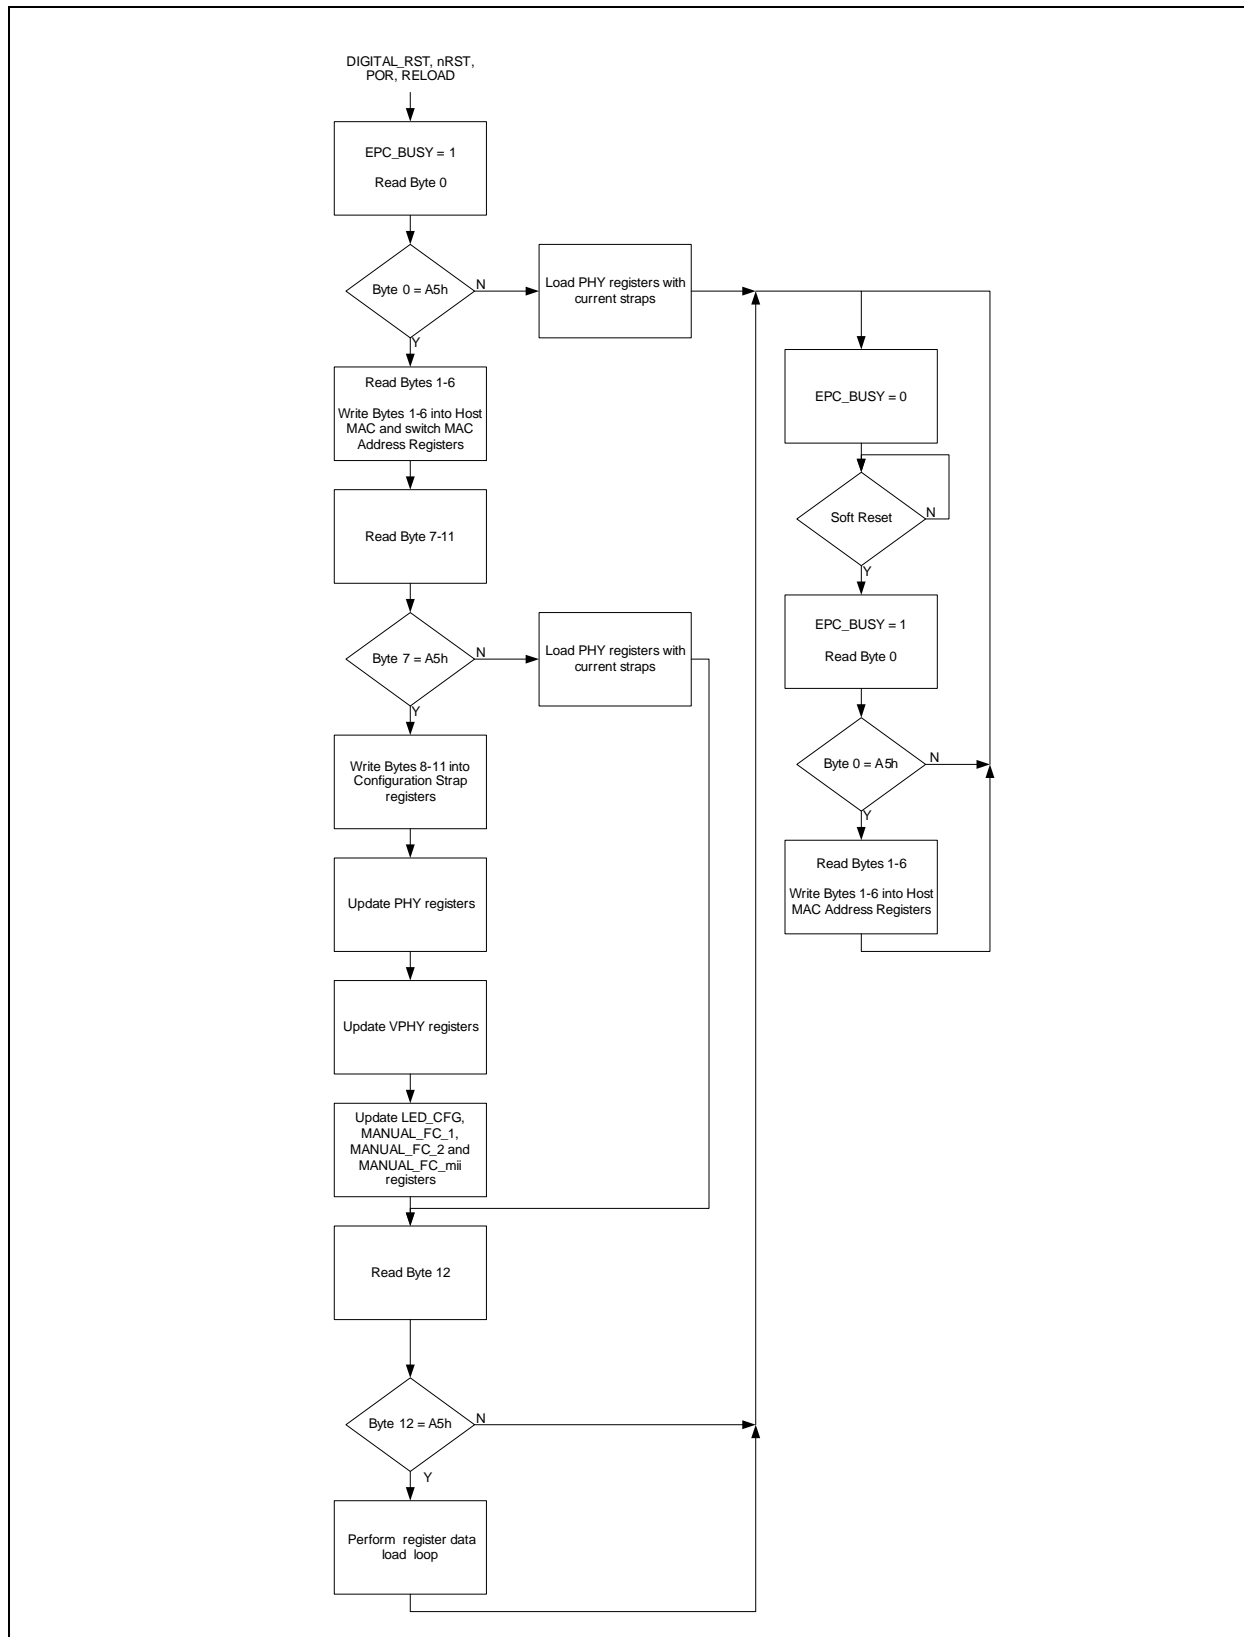 DIGITAL_RST, nRST,
POR, RELOAD
EPC_BUSY = 1
Read Byte 0
Byte 0 = A5h
N
Y
Load PHY registers with
current straps
Read Bytes 1-6
Write Bytes 1-6 into Host
MAC and switch MAC
Address Registers
Read Byte 7-11
Byte 7 = A5h
N
Y
Load PHY registers with
current straps
Write Bytes 8-11 into
Configuration Strap
registers
Update PHY registers
Update VPHY registers
Update LED_CFG,
MANUAL_FC_1,
MANUAL_FC_2 and
MANUAL_FC_mii
registers
Read Byte 12
Byte 12 = A5h
N
Y
Perform register data
load loop
EPC_BUSY = 0
Soft Reset
N
Y
EPC_BUSY = 1
Read Byte 0
Byte 0 = A5h
N
Y
Read Bytes 1-6
Write Bytes 1-6 into Host
MAC Address Registers